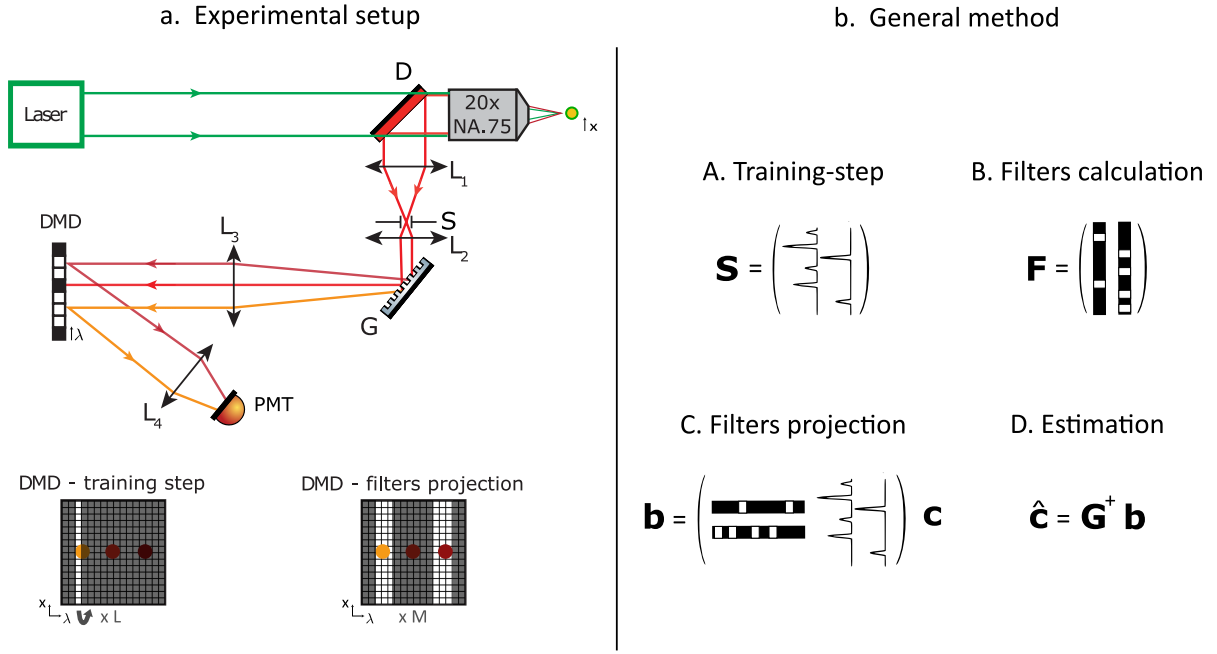 a. Experimental setup
b. General method
Laser
D
20x
NA.75
x
L1
S
L2
DMD
L3
λ
G
L4
PMT
DMD - training step
x
λ
x L
DMD - filters projection
x
λ
x M
A. Training-step
B. Filters calculation
S =
F =
C. Filters projection
D. Estimation
b =
c
ĉ = G⁺ b